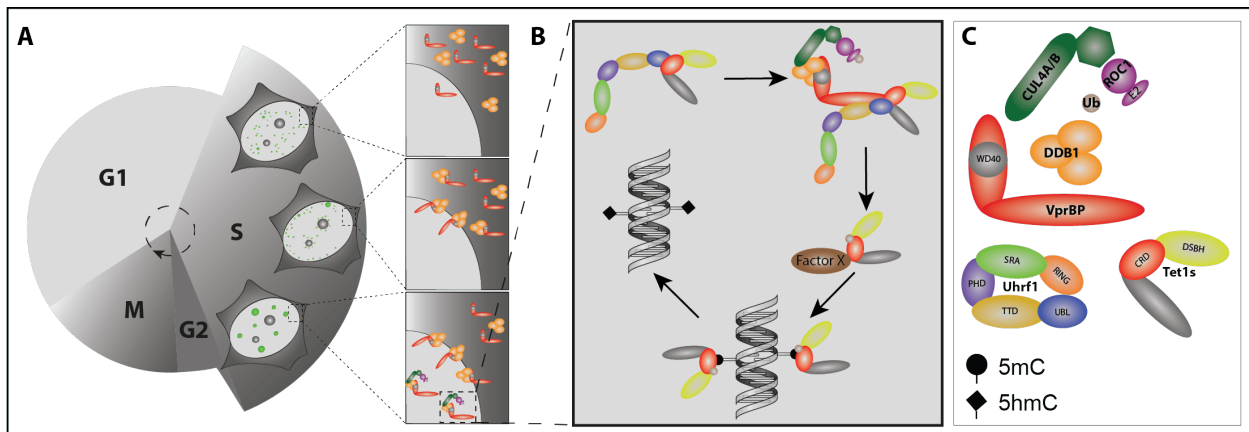 A
G1
S
M
G2
B
Factor X
C
CUL4A/B
ROC1
E2
Ub
WD40
DDB1
VprBP
SRA
PHD
RING
Uhrf1
TTD
UBL
DSBH
CRD
Tet1s
5mC
5hmC